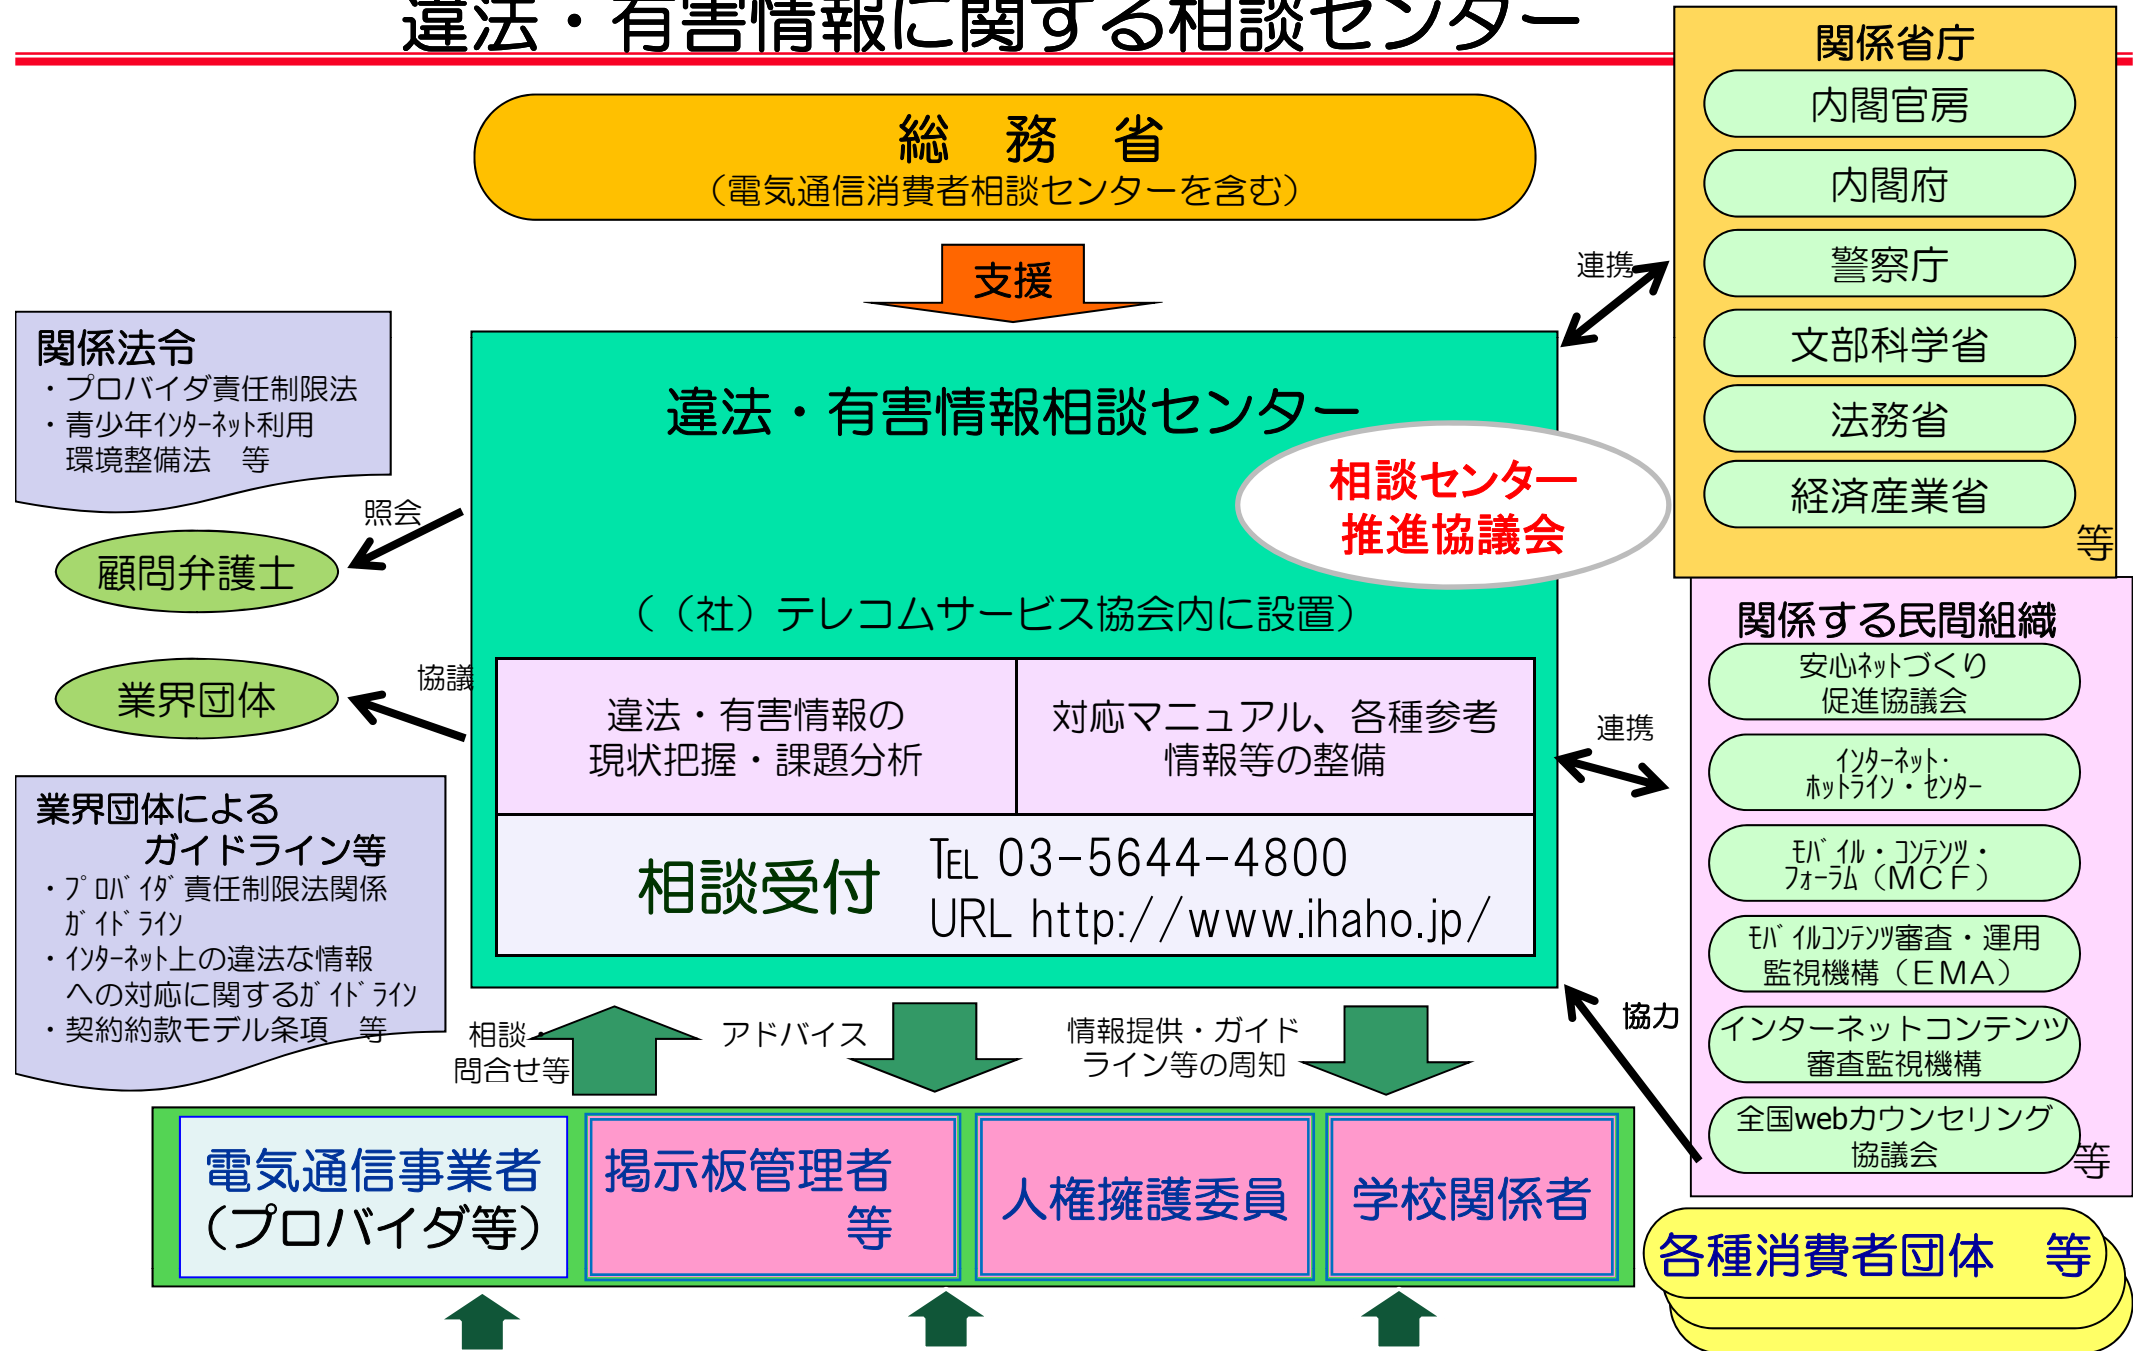 違法・有害情報に関する相談センター
総　務　省
（電気通信消費者相談センターを含む）
支援
関係省庁
内閣官房
内閣府
警察庁
文部科学省
法務省
経済産業省
等
連携
関係法令
・プロバイダ責任制限法
・青少年ｲﾝﾀｰﾈｯﾄ利用
環境整備法　等
照会
顧問弁護士
協議
業界団体
違法・有害情報相談センター
相談センター
推進協議会
（（社）テレコムサービス協会内に設置）
違法・有害情報の
現状把握・課題分析
対応マニュアル、各種参考
情報等の整備
相談受付
TEL 03-5644-4800
URL http://www.ihaho.jp/
連携
関係する民間組織
安心ﾈｯﾄづくり
促進協議会
ｲﾝﾀｰﾈｯﾄ・
ﾎｯﾄﾗｲﾝ・ｾﾝﾀｰ
ﾓﾊﾞｲﾙ・ｺﾝﾃﾝﾂ・
ﾌｫｰﾗﾑ（ＭＣＦ）
ﾓﾊﾞｲﾙｺﾝﾃﾝﾂ審査・運用
監視機構（ＥＭＡ）
インターネットコンテンツ
審査監視機構
全国webカウンセリング
協議会
等
業界団体による
ガイドライン等
・ﾌﾟﾛﾊﾞｲﾀﾞ責任制限法関係
ｶﾞｲﾄﾞﾗｲﾝ
・ｲﾝﾀｰﾈｯﾄ上の違法な情報
への対応に関するｶﾞｲﾄﾞﾗｲﾝ
・契約約款モデル条項　等
相談・
問合せ等
アドバイス
情報提供・ガイド
ライン等の周知
協力
電気通信事業者
（プロバイダ等）
掲示板管理者
等
人権擁護委員
学校関係者
各種消費者団体　等